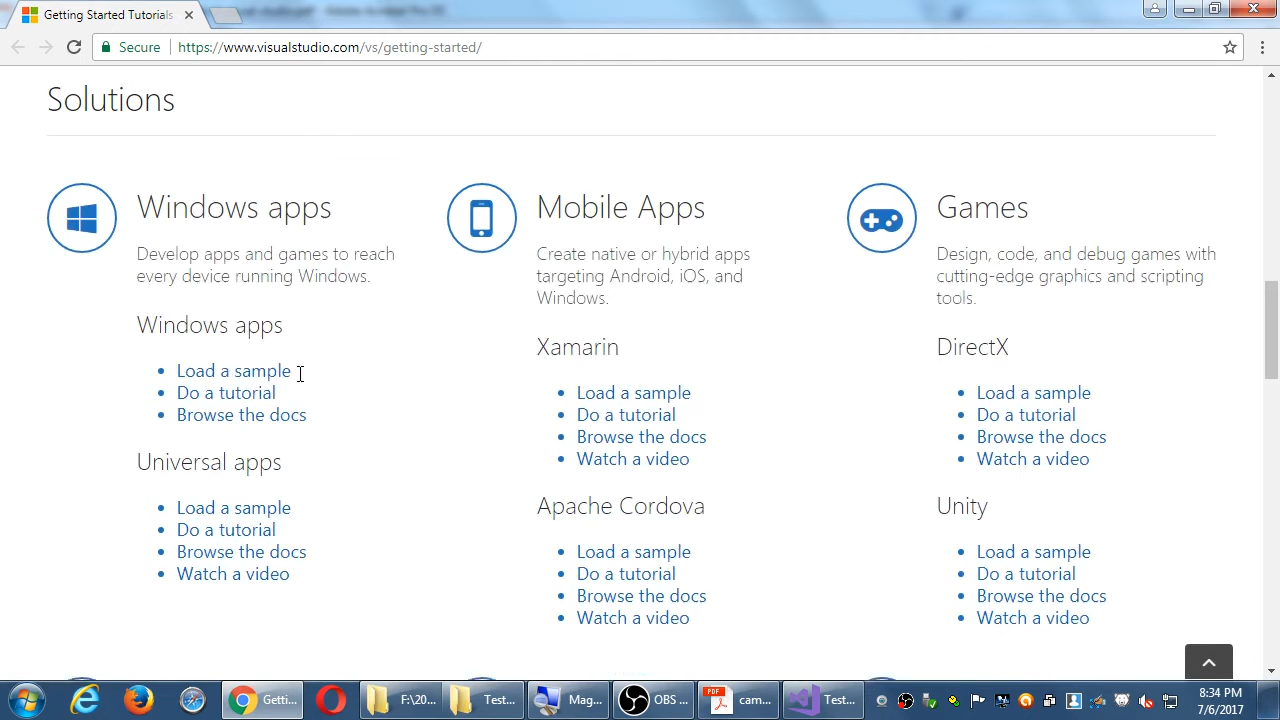 Getting Started Tutorials
Secure
https://www.visualstudio.com/vs/getting-started/
Solutions
Windows apps
Develop apps and games to reach
every device running Windows.
Windows apps
Load a sample
Do a tutorial
Browse the docs
Universal apps
Load a sample
Do a tutorial
Browse the docs
Watch a video
Mobile Apps
Create native or hybrid apps
targeting Android, iOS, and
Windows.
Xamarin
Load a sample
Do a tutorial
Browse the docs
Watch a video
Apache Cordova
Load a sample
Do a tutorial
Browse the docs
Watch a video
Games
Design, code, and debug games with
cutting-edge graphics and scripting
tools.
DirectX
Load a sample
Do a tutorial
Browse the docs
Watch a video
Unity
Load a sample
Do a tutorial
Browse the docs
Watch a video
Getti... F:\20... Test... Mag... OBS ... PDF cam... Test...
8:34 PM
7/6/2017